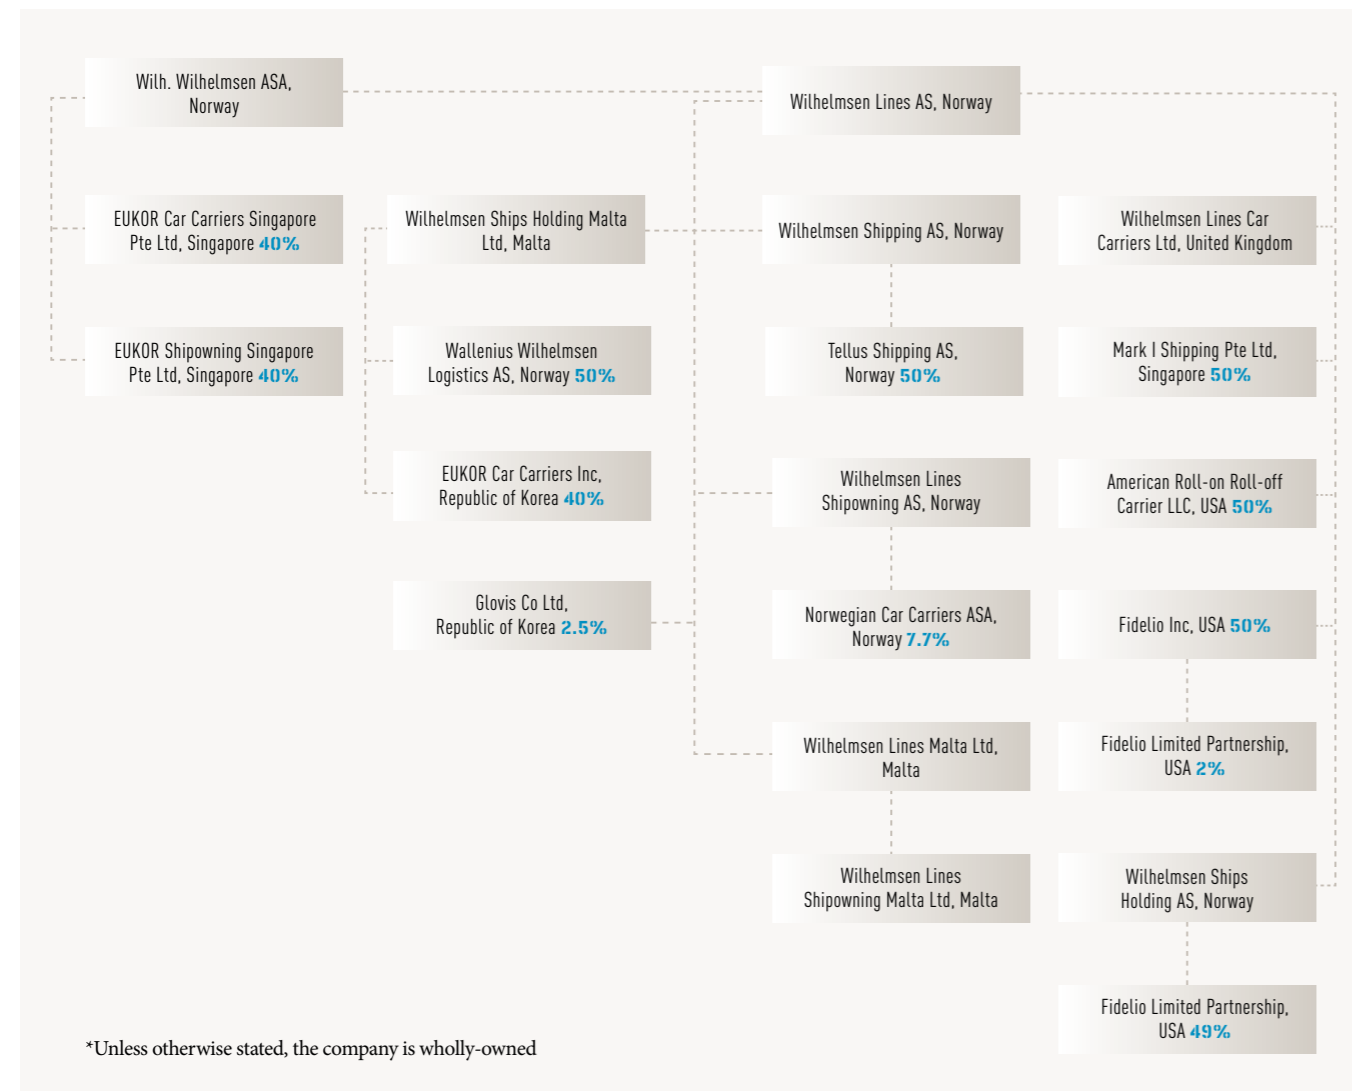 Wilh. Wilhelmsen ASA,
Norway
Wilhelmsen Lines AS, Norway
EUKOR Car Carriers Singapore
Pte Ltd, Singapore 40%
Wilhelmsen Ships Holding Malta
Ltd, Malta
Wilhelmsen Shipping AS, Norway
Wilhelmsen Lines Car
Carriers Ltd, United Kingdom
EUKOR Shipowning Singapore
Pte Ltd, Singapore 40%
Wallenius Wilhelmsen
Logistics AS, Norway 50%
Tellus Shipping AS,
Norway 50%
Mark I Shipping Pte Ltd,
Singapore 50%
EUKOR Car Carriers Inc,
Republic of Korea 40%
Wilhelmsen Lines
Shipowning AS, Norway
American Roll-on Roll-off
Carrier LLC, USA 50%
Glovis Co Ltd,
Republic of Korea 2.5%
Norwegian Car Carriers ASA,
Norway 7.7%
Fidelio Inc, USA 50%
Wilhelmsen Lines Malta Ltd,
Malta
Fidelio Limited Partnership,
USA 2%
Wilhelmsen Lines
Shipowning Malta Ltd, Malta
Wilhelmsen Ships
Holding AS, Norway
Fidelio Limited Partnership,
USA 49%
*Unless otherwise stated, the company is wholly-owned